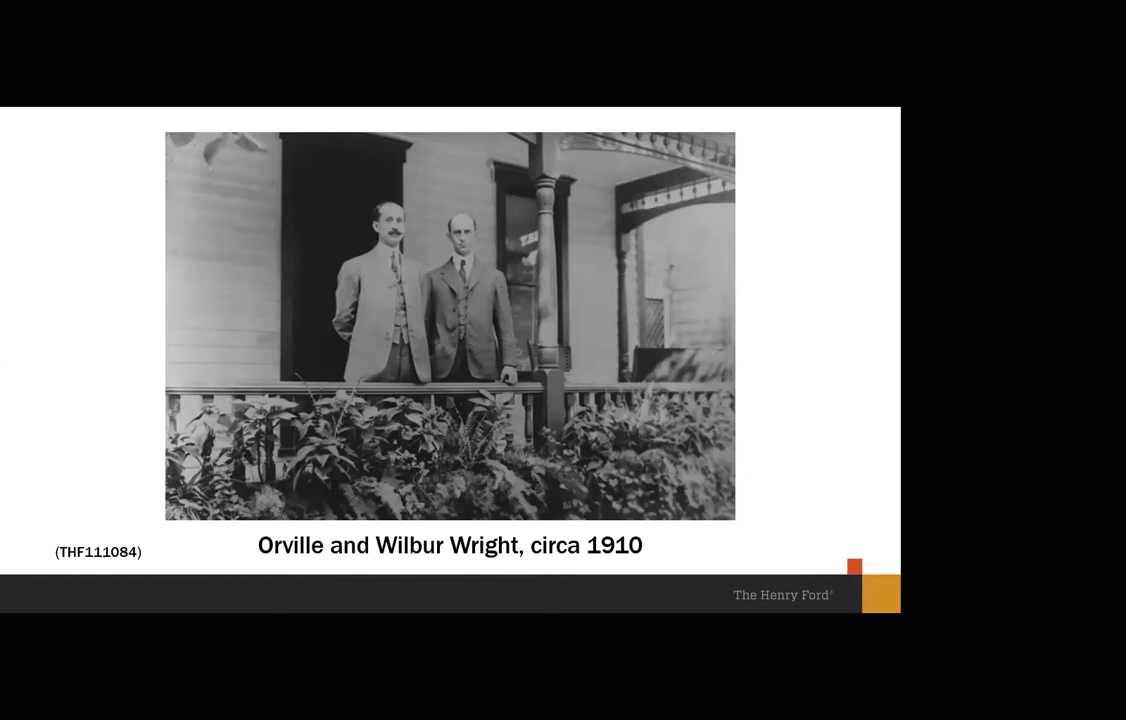 Orville and Wilbur Wright, circa 1910
(THF111084)
The Henry Ford®